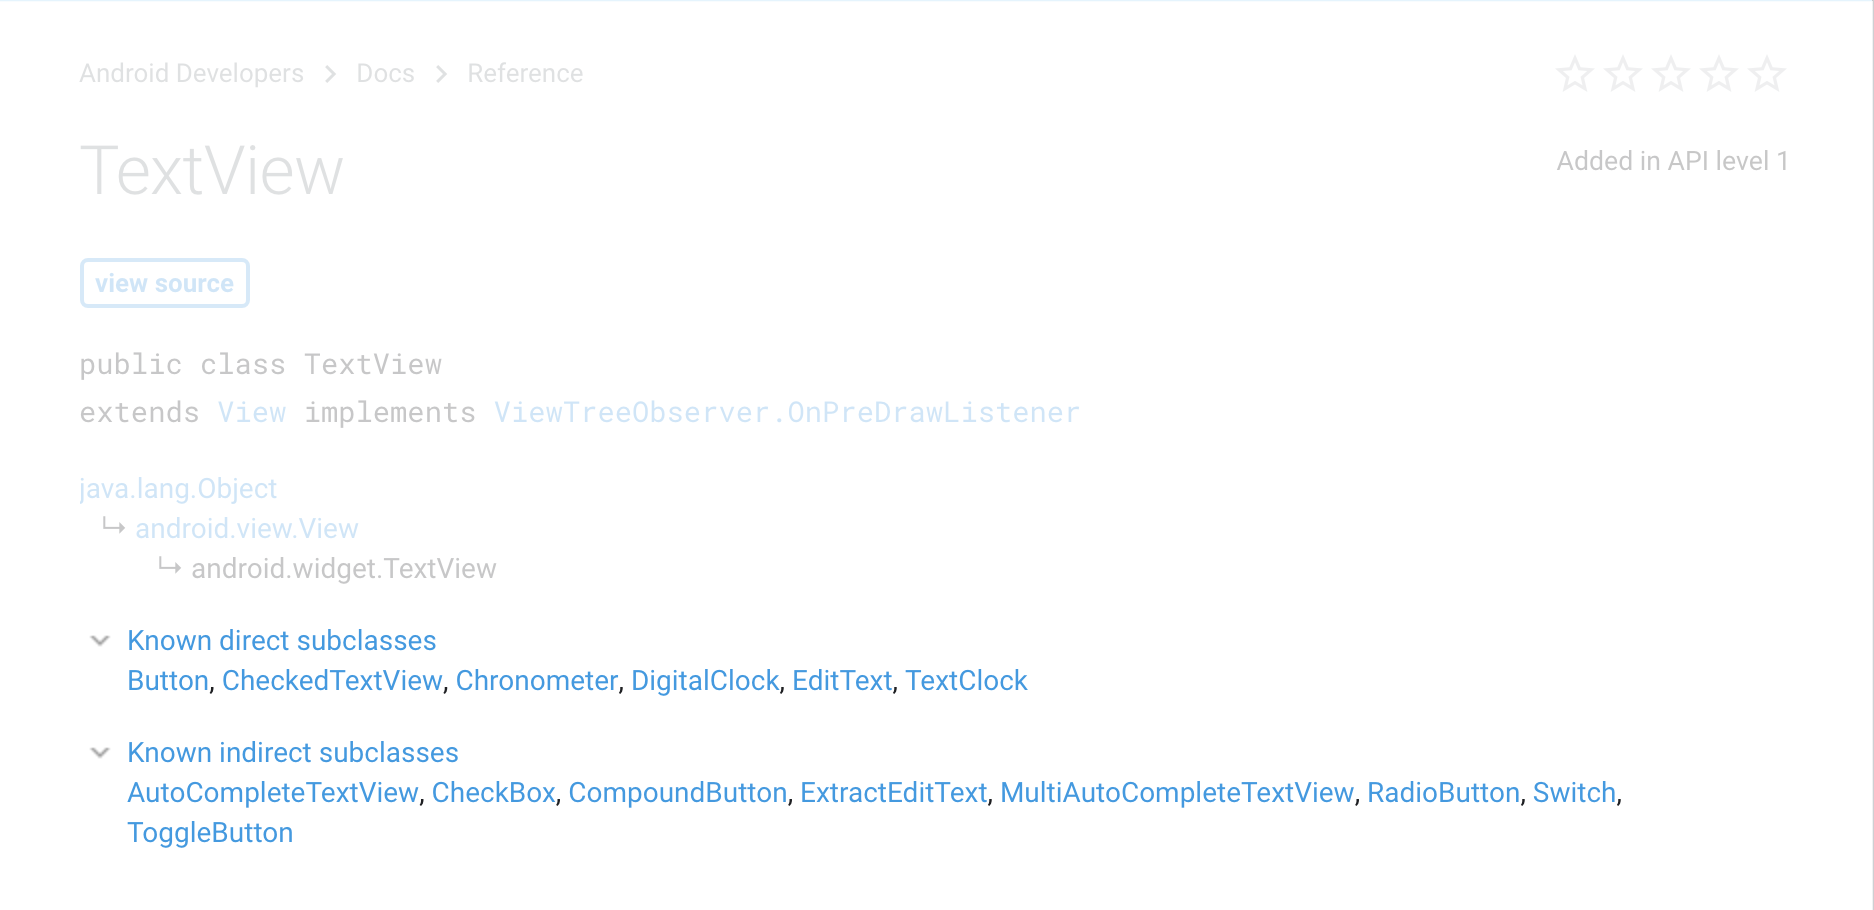 Android Developers > Docs > Reference
TextView
Added in API level 1
view source
public class TextView
extends View implements ViewTreeObserver.OnPreDrawListener
java.lang.Object
↳ android.view.View
↳ android.widget.TextView
Known direct subclasses
Button, CheckedTextView, Chronometer, DigitalClock, EditText, TextClock
Known indirect subclasses
AutoCompleteTextView, CheckBox, CompoundButton, ExtractEditText, MultiAutoCompleteTextView, RadioButton, Switch,
ToggleButton